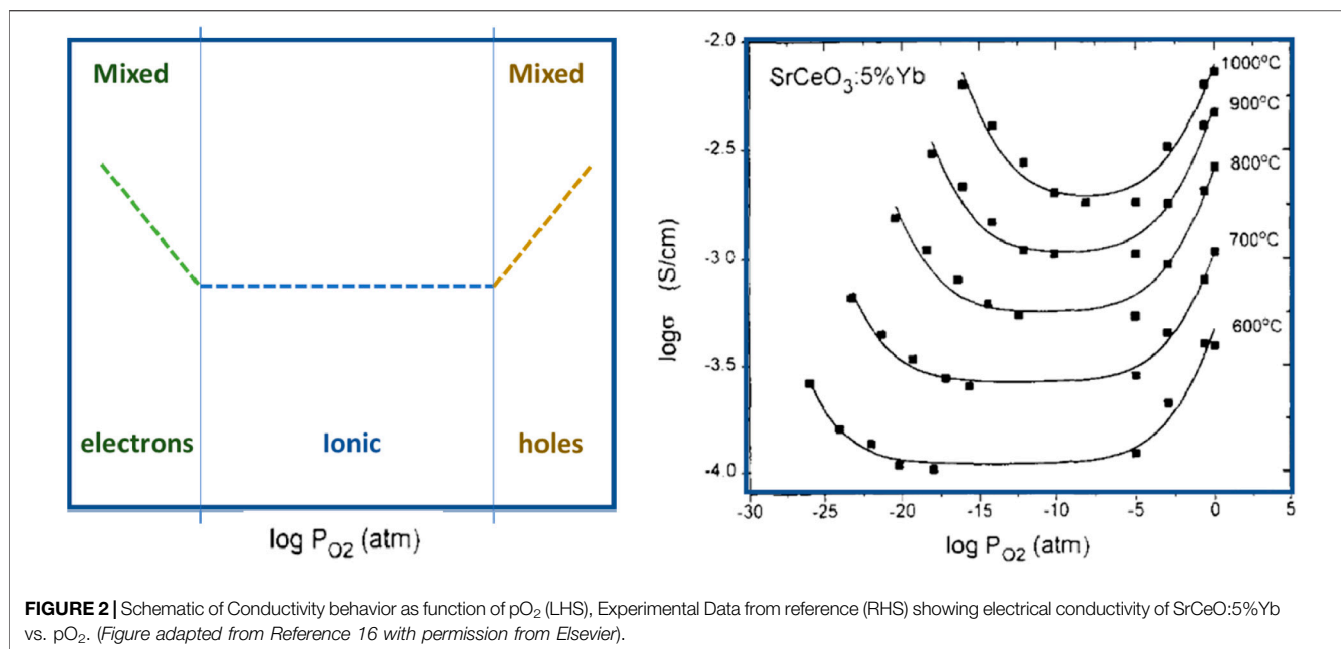 Mixed
Mixed
electrons
Ionic
holes
log P_O2 (atm)
SrCeO3:5%Yb
1000°C
900°C
800°C
700°C
600°C
-2.0
-2.5
-3.0
-3.5
-4.0
logσ (S/cm)
-30 -25 -20 -15 -10 -5 0 5
log P_O2 (atm)
FIGURE 2 | Schematic of Conductivity behavior as function of pO2 (LHS), Experimental Data from reference (RHS) showing electrical conductivity of SrCeO:5%Yb
vs. pO2. (Figure adapted from Reference 16 with permission from Elsevier).